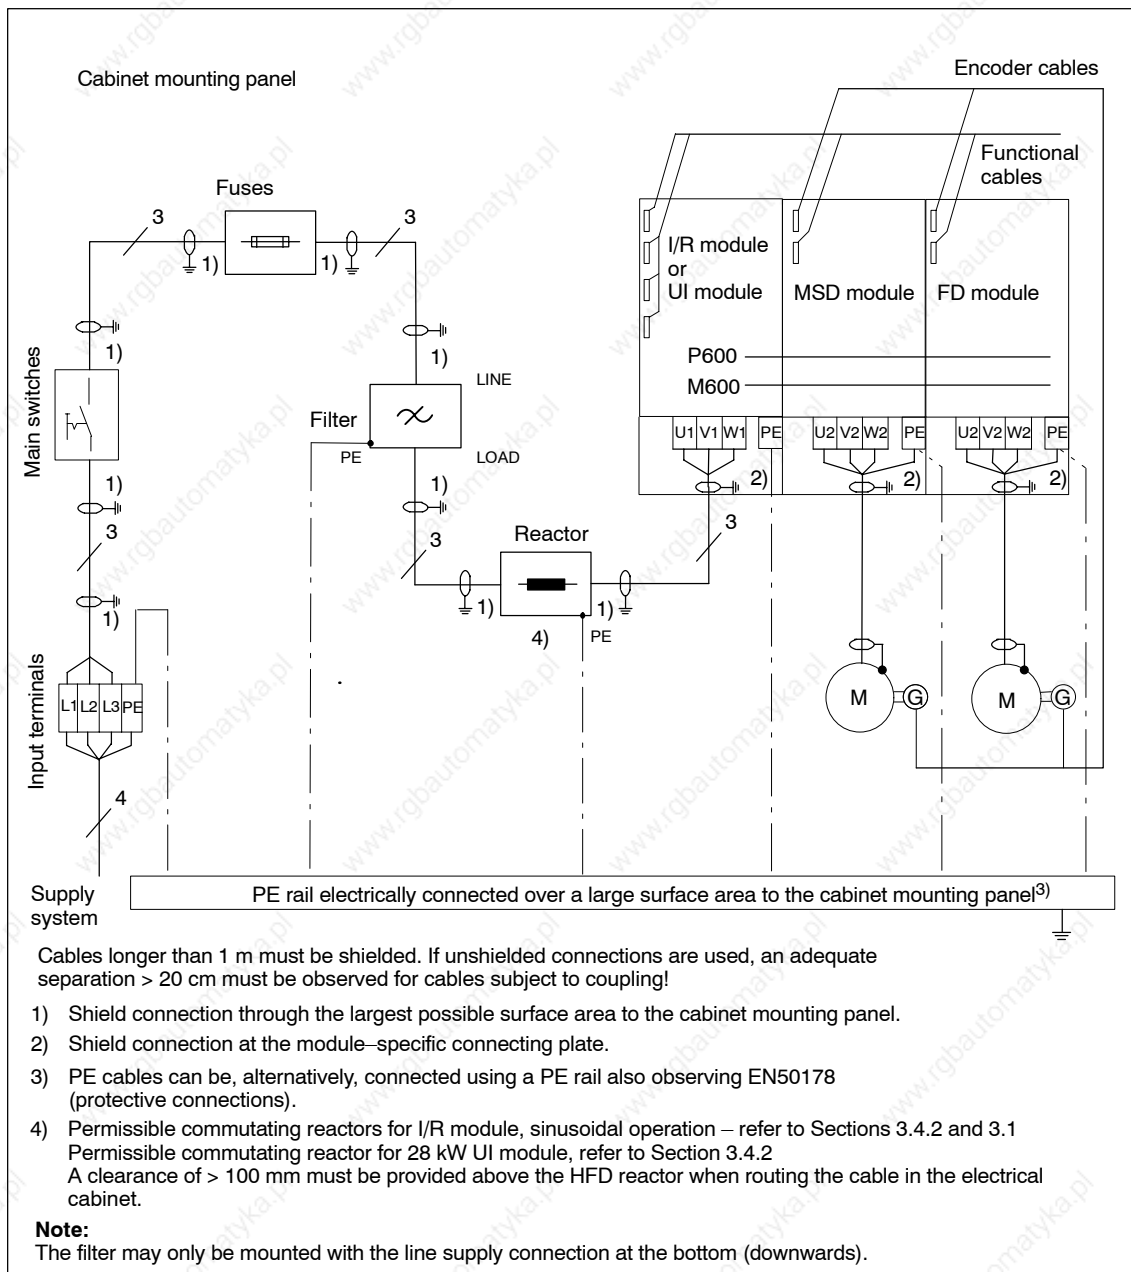 Cabinet mounting panel
Encoder cables
Functional
cables
Fuses
3
3
1)
1)
I/R module
or
UI module
MSD module
FD module
1)
1)
P600
M600
Main switches
LINE
Filter
PE
LOAD
U1 V1 W1 PE
U2 V2 W2 PE
U2 V2 W2 PE
1)
1)
2)
2)
2)
3
3
Reactor
3
1)
1)
1)
4)
PE
Input terminals
L1 L2 L3 PE
M
G
M
G
4
Supply
system
PE rail electrically connected over a large surface area to the cabinet mounting panel3)
Cables longer than 1 m must be shielded. If unshielded connections are used, an adequate
separation > 20 cm must be observed for cables subject to coupling!
1) Shield connection through the largest possible surface area to the cabinet mounting panel.
2) Shield connection at the module–specific connecting plate.
3) PE cables can be, alternatively, connected using a PE rail also observing EN50178
(protective connections).
4) Permissible commutating reactors for I/R module, sinusoidal operation – refer to Sections 3.4.2 and 3.1
Permissible commutating reactor for 28 kW UI module, refer to Section 3.4.2
A clearance of > 100 mm must be provided above the HFD reactor when routing the cable in the electrical
cabinet.
Note:
The filter may only be mounted with the line supply connection at the bottom (downwards).
www.rgbautomatyka.pl